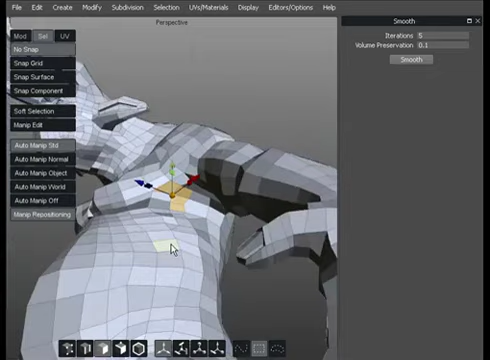 File Edit Modify Subdivision Selection UVs/Materials Display Editors/Options Help
Perspective
Smooth
Mod Sel UV
No Snap
Snap Grid
Snap Surface
Snap Component
Soft Selection
Manip Edit
Auto Manip Std
Auto Manip Normal
Auto Manip Object
Auto Manip World
Auto Manip Off
Manip Repositioning
Iterations 5
Volume Preservation 0.1
Smooth